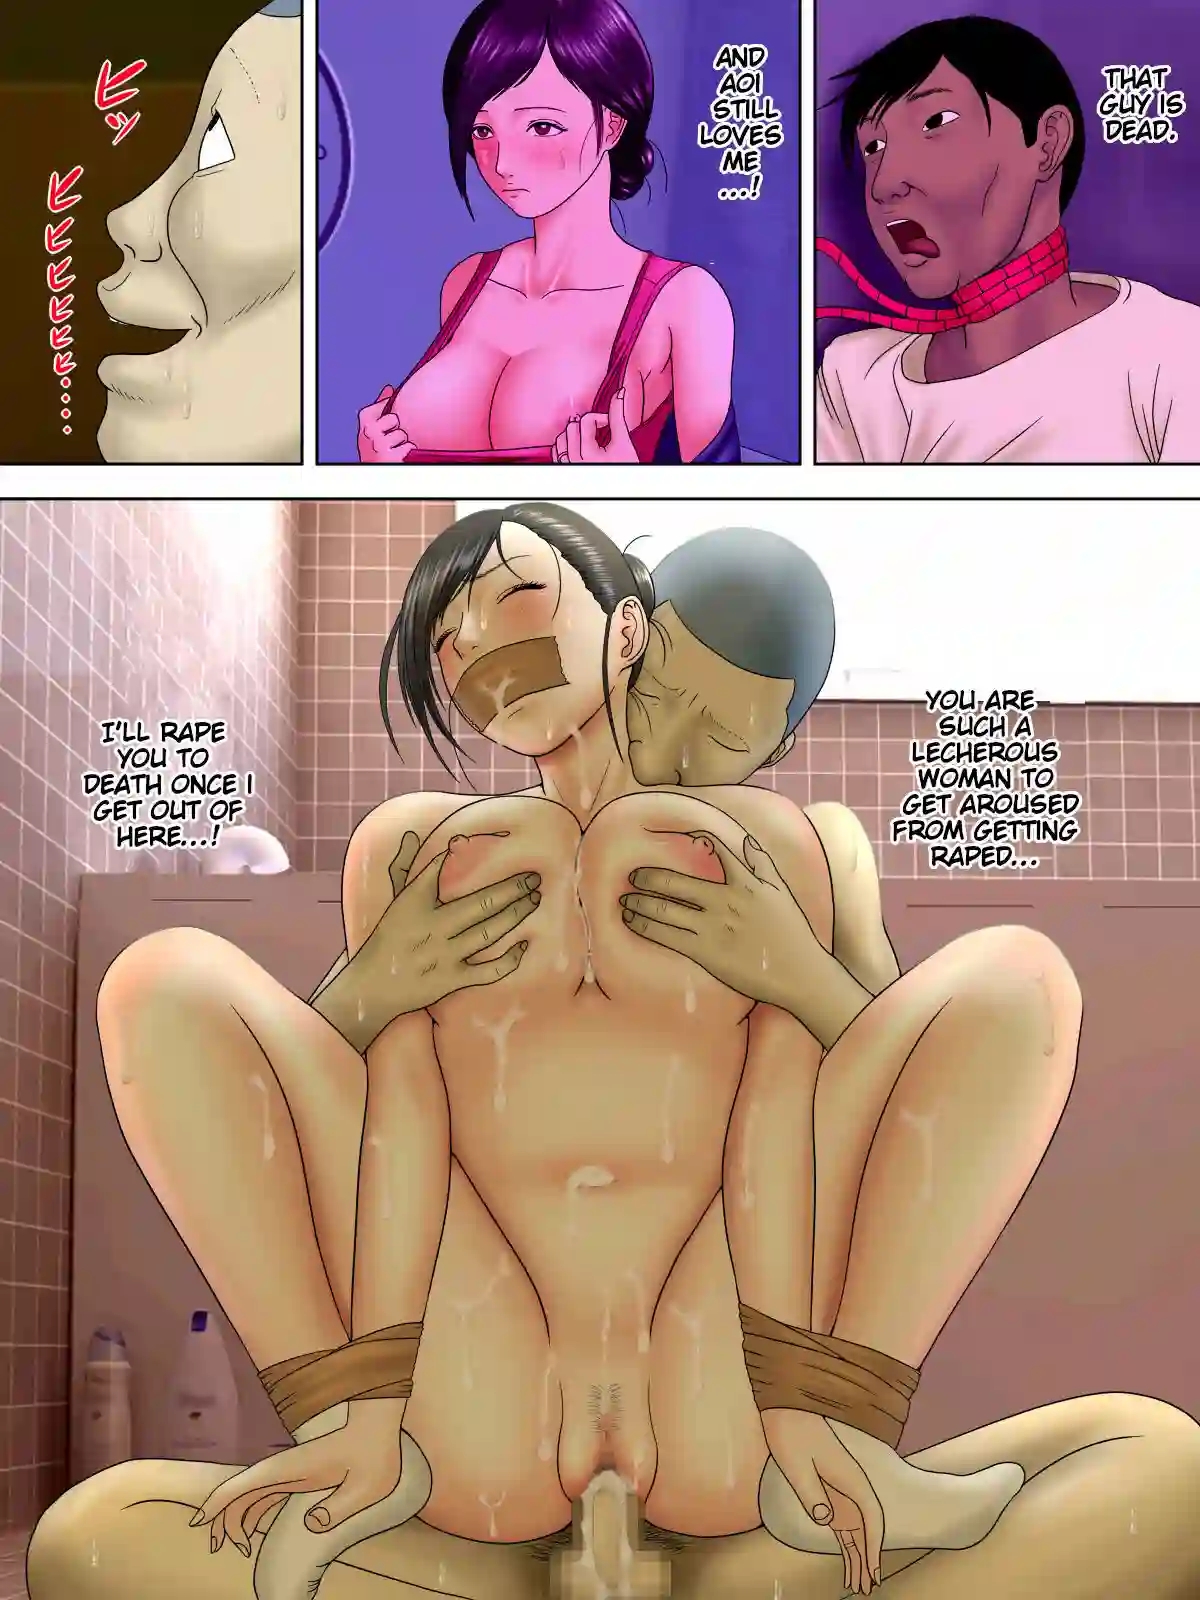 THAT
GUY IS
DEAD.
AND
AOI
STILL
LOVES
ME
...!
ヒッ
YOU ARE
SUCH A
LECHEROUS
WOMAN TO
GET AROUSED
FROM GETTING
RAPED...
I'LL RAPE
YOU TO
DEATH ONCE I
GET OUT OF
HERE...!